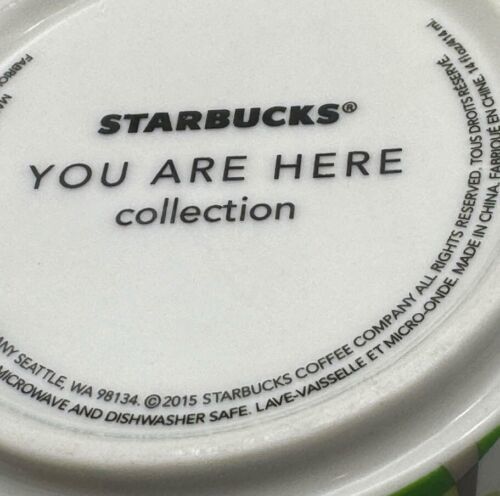 STARBUCKS®
YOU ARE HERE
collection
SEATTLE, WA 98134. ©2015 STARBUCKS COFFEE COMPANY ALL RIGHTS RESERVED. TOUS DROITS RÉSERVÉ.
MICROWAVE AND DISHWASHER SAFE. LAVE-VAISSELLE ET MICRO-ONDE. MADE IN CHINA. FABRIQUÉ EN CHINE. 14 fl oz/414 ml